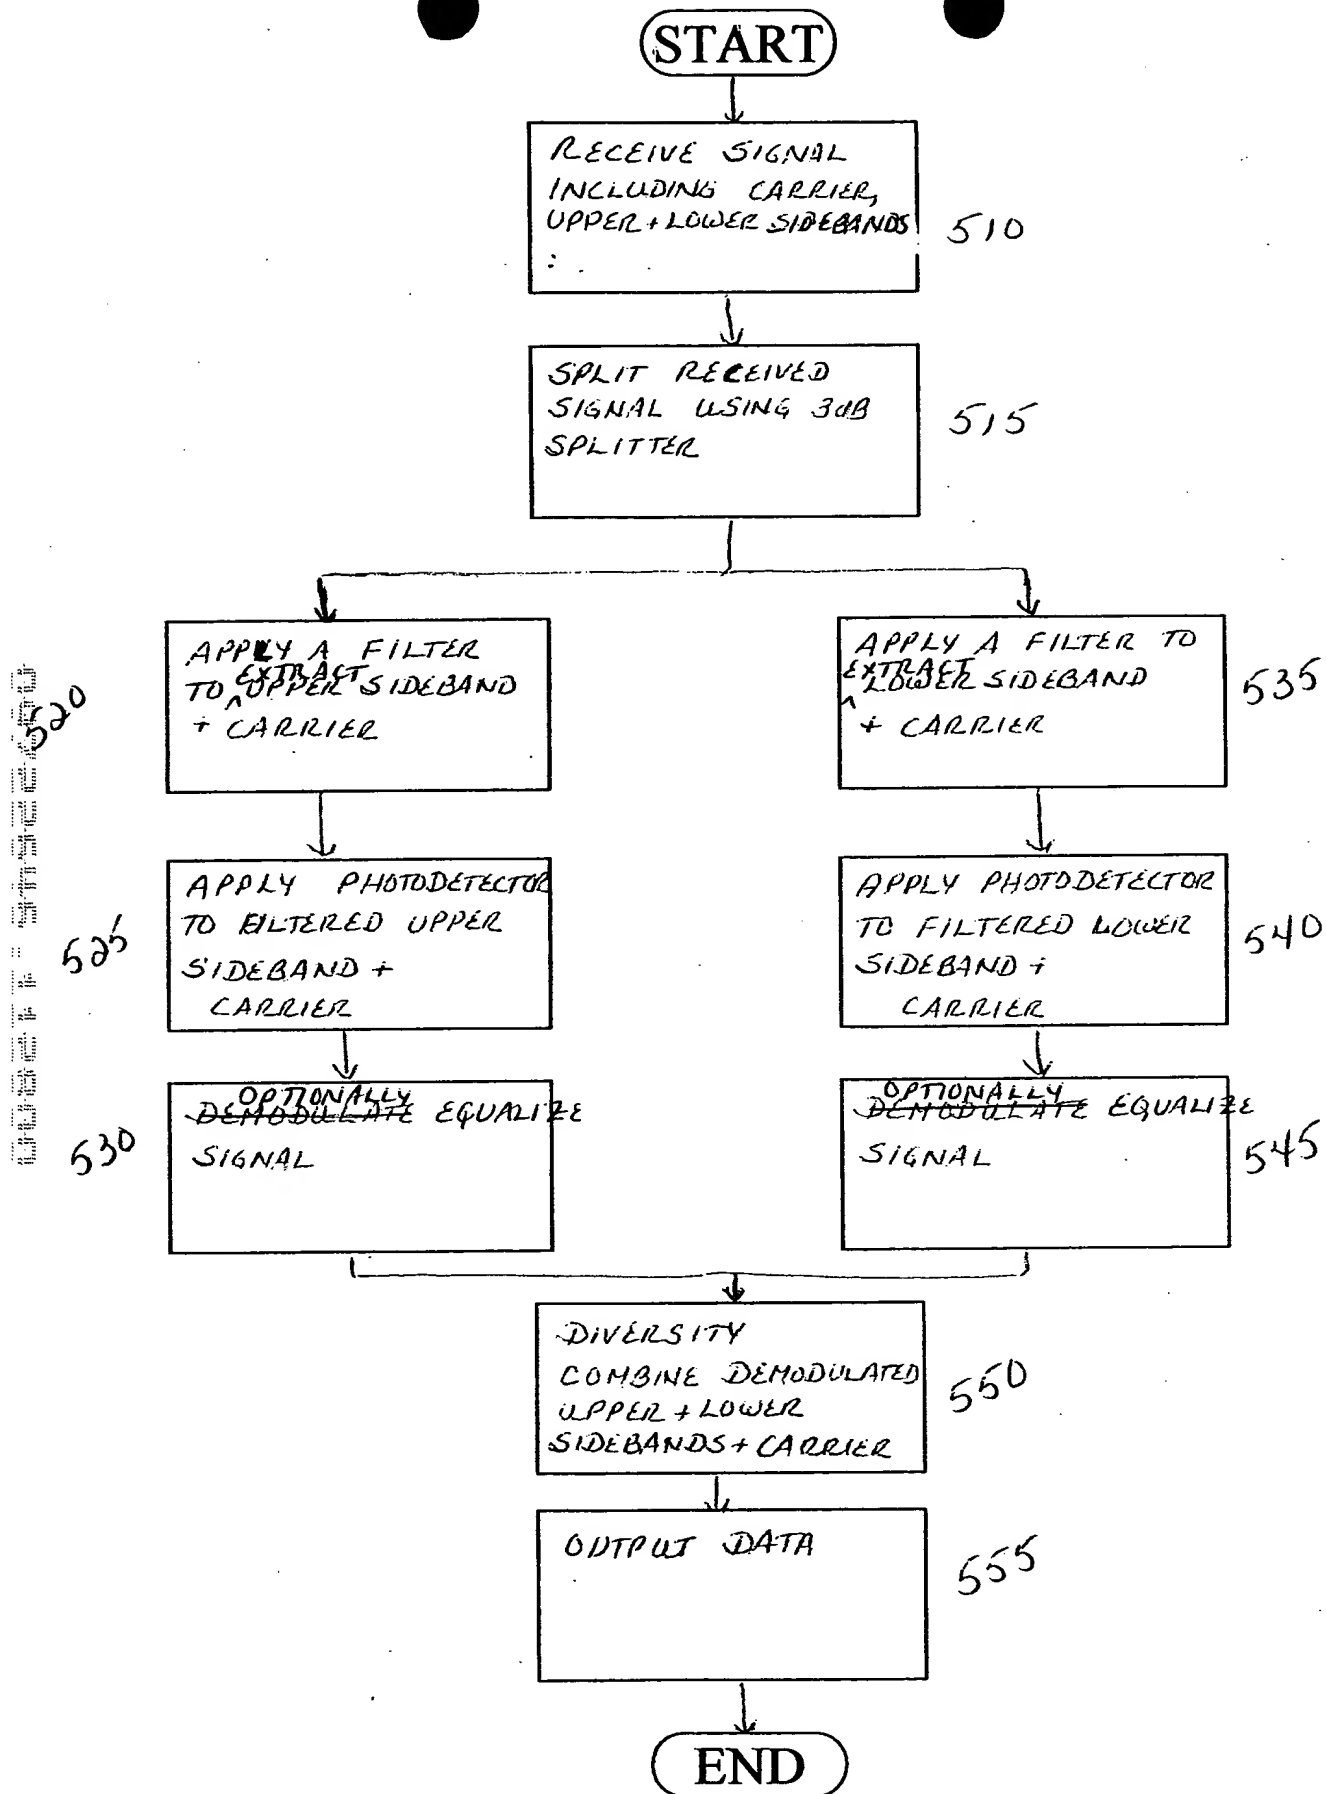 START
RECEIVE SIGNAL
INCLUDING CARRIER,
UPPER + LOWER SIDEBANDS
510
SPLIT RECEIVED
SIGNAL USING 3dB
SPLITTER
515
APPLY A FILTER
EXTRACT
TO ^ UPPER SIDEBAND
+ CARRIER
520
APPLY A FILTER TO
EXTRACT
^ LOWER SIDEBAND
+ CARRIER
535
APPLY PHOTODETECTOR
TO FILTERED UPPER
SIDEBAND +
CARRIER
525
APPLY PHOTODETECTOR
TO FILTERED LOWER
SIDEBAND +
CARRIER
540
OPTIONALLY
DEMODULATE EQUALIZE
SIGNAL
530
OPTIONALLY
DEMODULATE EQUALIZE
SIGNAL
545
DIVERSITY
COMBINE DEMODULATED
UPPER + LOWER
SIDEBANDS + CARRIER
550
OUTPUT DATA
555
END